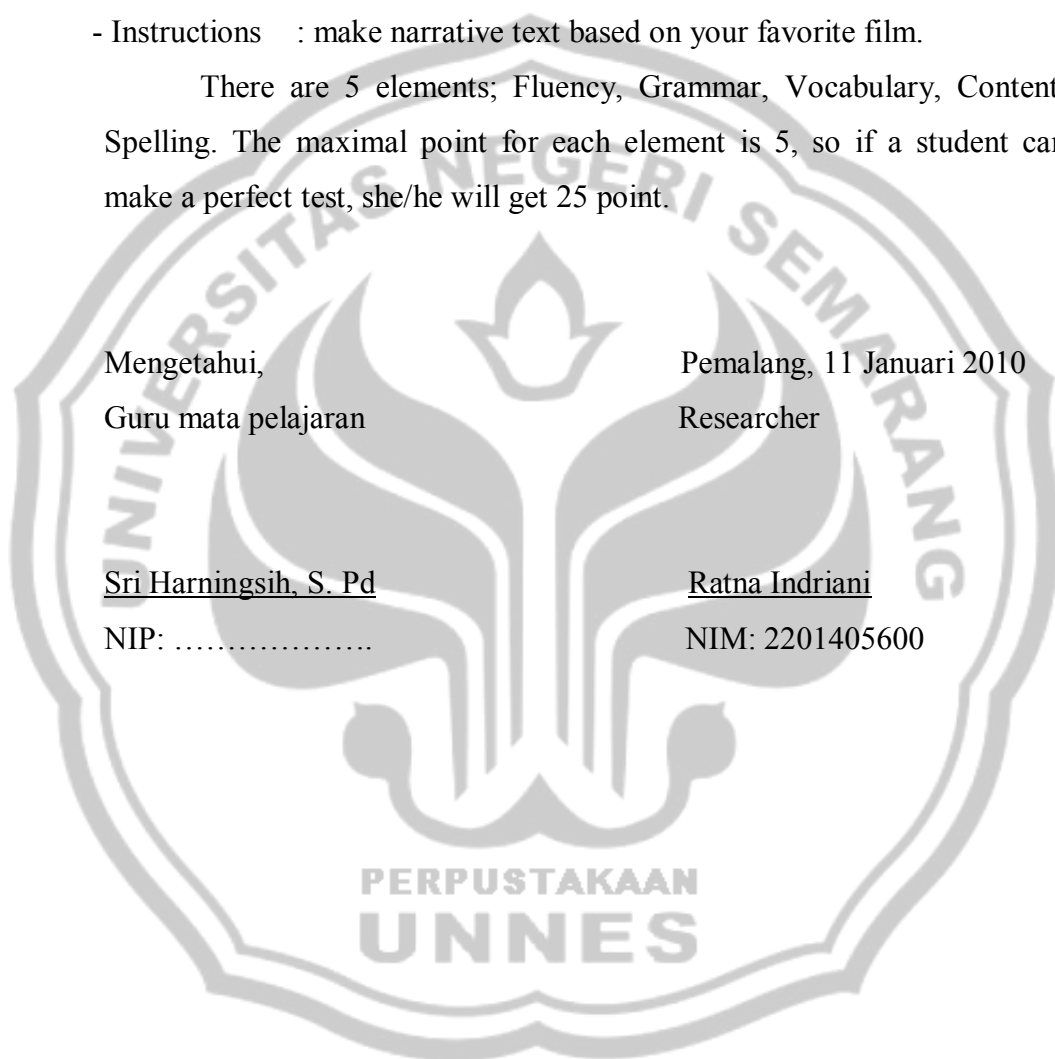 - Instructions : make narrative text based on your favorite film.
There are 5 elements; Fluency, Grammar, Vocabulary, Content
Spelling. The maximal point for each element is 5, so if a student can
make a perfect test, she/he will get 25 point.
UNIVERSITAS NEGERI SEMARANG
Mengetahui, Pemalang, 11 Januari 2010
Guru mata pelajaran Researcher
Sri Harningsih, S. Pd Ratna Indriani
NIP: ………………. NIM: 2201405600
PERPUSTAKAAN
UNNES